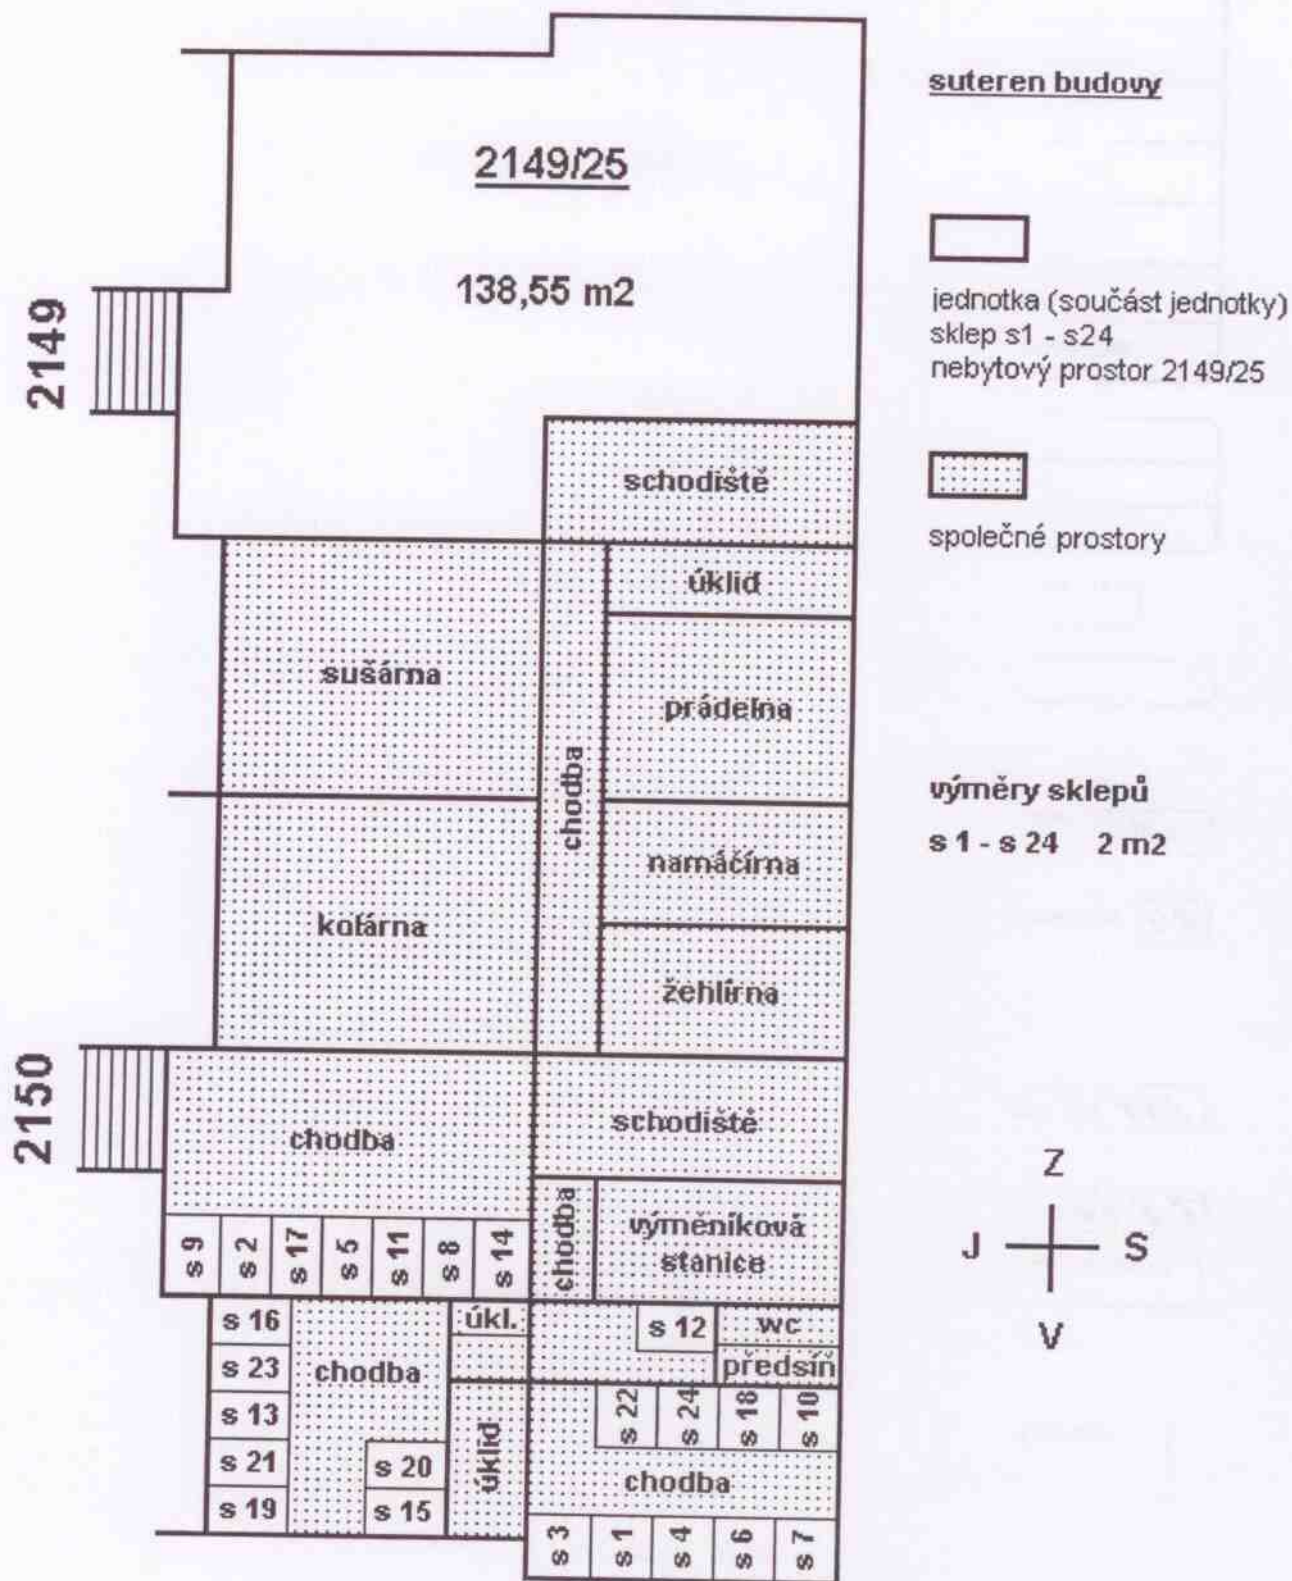 suteren budovy
2149/25
138,55 m2
2149
jednotka (součást jednotky)
sklep s1 - s24
nebytový prostor 2149/25
schodiště
společné prostory
úklid
sušárna
prádelna
chodba
výměry sklepů
s 1 - s 24 2 m2
namáčírna
kolárna
žehlírna
2150
chodba
schodiště
Z
J
S
V
chodba
výměníková
stanice
s 9
s 2
s 17
s 5
s 11
s 8
s 14
s 16
úkl.
s 12
wc
s 23
chodba
předsíň
s 13
s 22
s 24
s 18
s 10
s 21
s 20
úklid
chodba
s 19
s 15
s 3
s 1
s 4
s 6
s 7